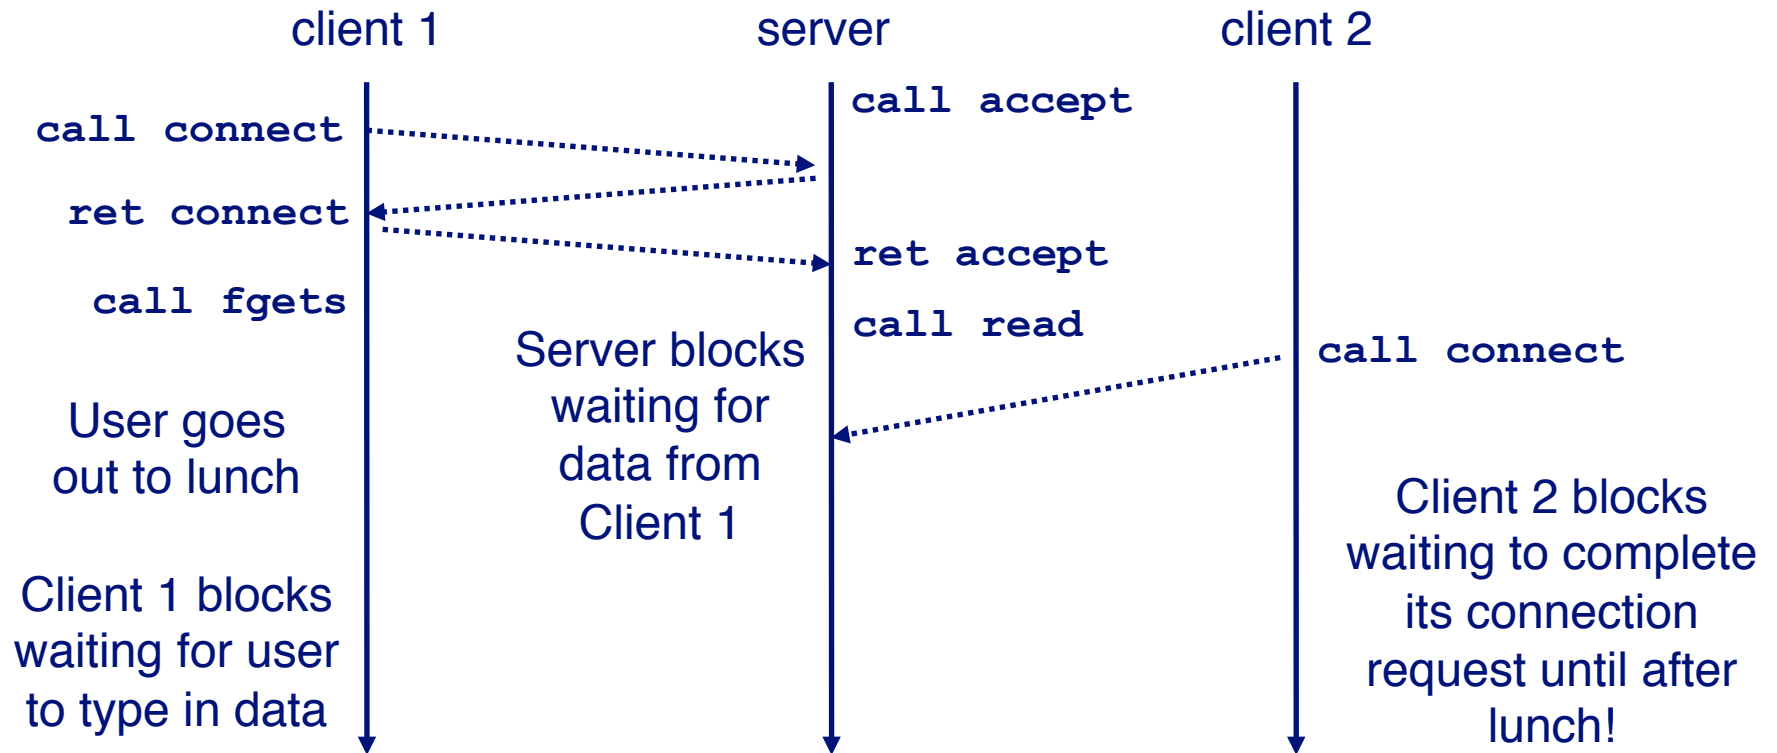 client 1
server
client 2
call accept
call connect
ret connect
ret accept
call fgets
call read
call connect
Server blocks
waiting for
data from
Client 1
User goes
out to lunch
Client 2 blocks
waiting to complete
its connection
request until after
lunch!
Client 1 blocks
waiting for user
to type in data